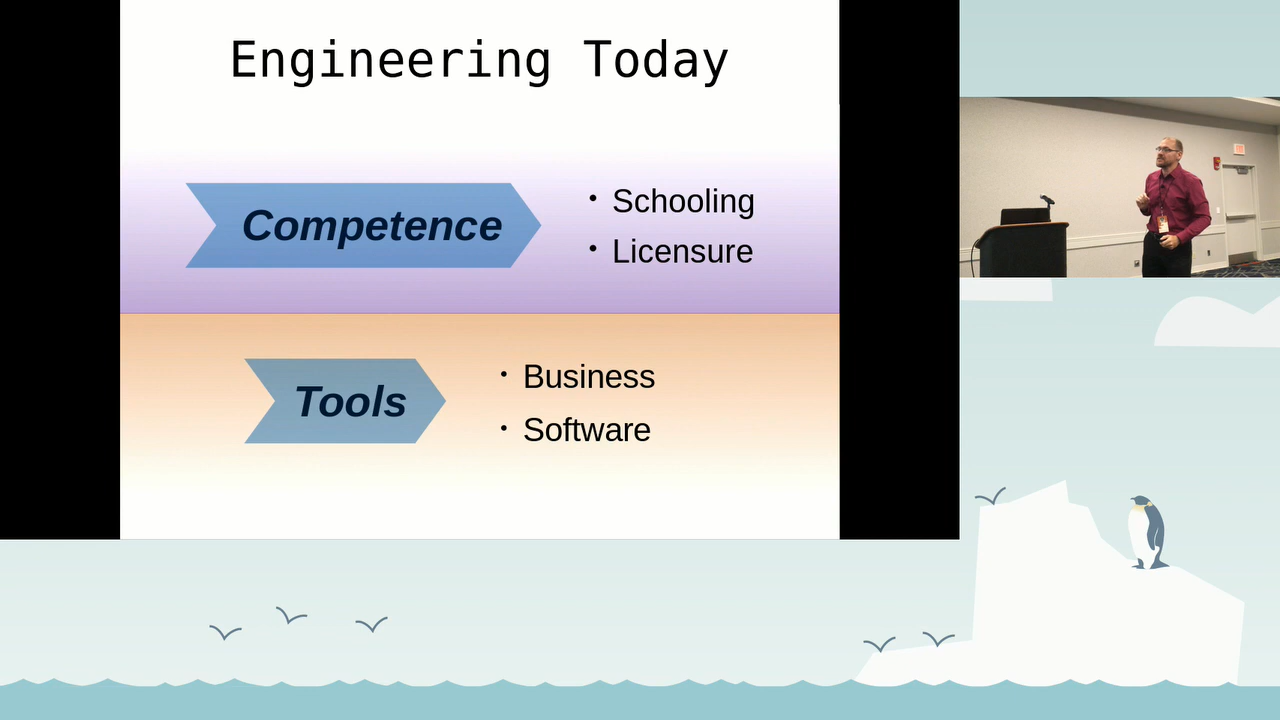 Engineering Today
Competence
• Schooling
• Licensure
Tools
• Business
• Software